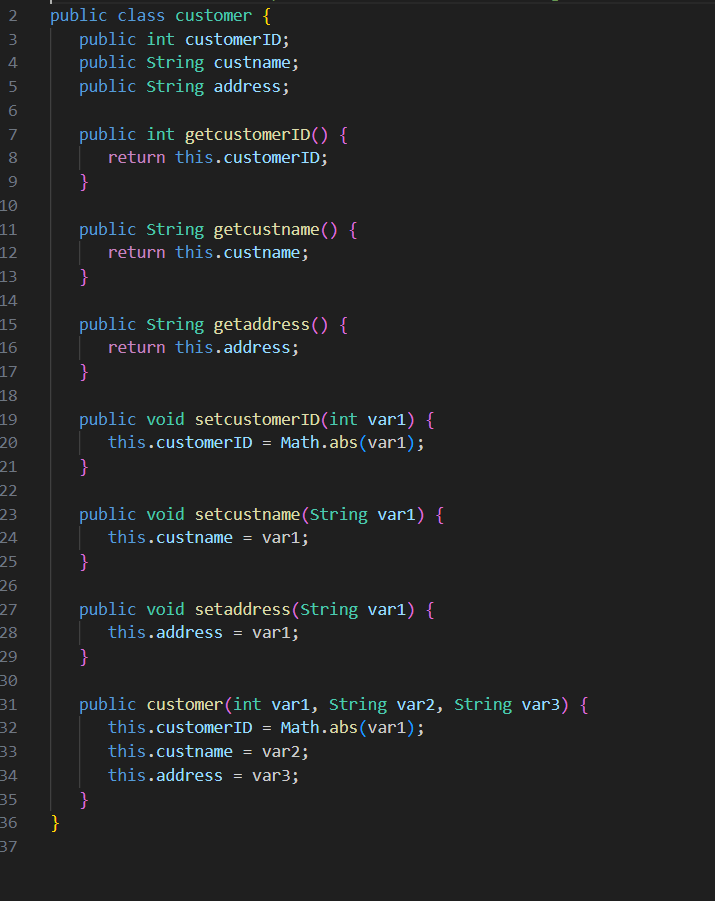 2 public class customer {
3 public int customerID;
4 public String custname;
5 public String address;
6
7 public int getcustomerID() {
8 return this.customerID;
9 }
10
11 public String getcustname() {
12 return this.custname;
13 }
14
15 public String getaddress() {
16 return this.address;
17 }
18
19 public void setcustomerID(int var1) {
20 this.customerID = Math.abs(var1);
21 }
22
23 public void setcustname(String var1) {
24 this.custname = var1;
25 }
26
27 public void setaddress(String var1) {
28 this.address = var1;
29 }
30
31 public customer(int var1, String var2, String var3) {
32 this.customerID = Math.abs(var1);
33 this.custname = var2;
34 this.address = var3;
35 }
36 }
37